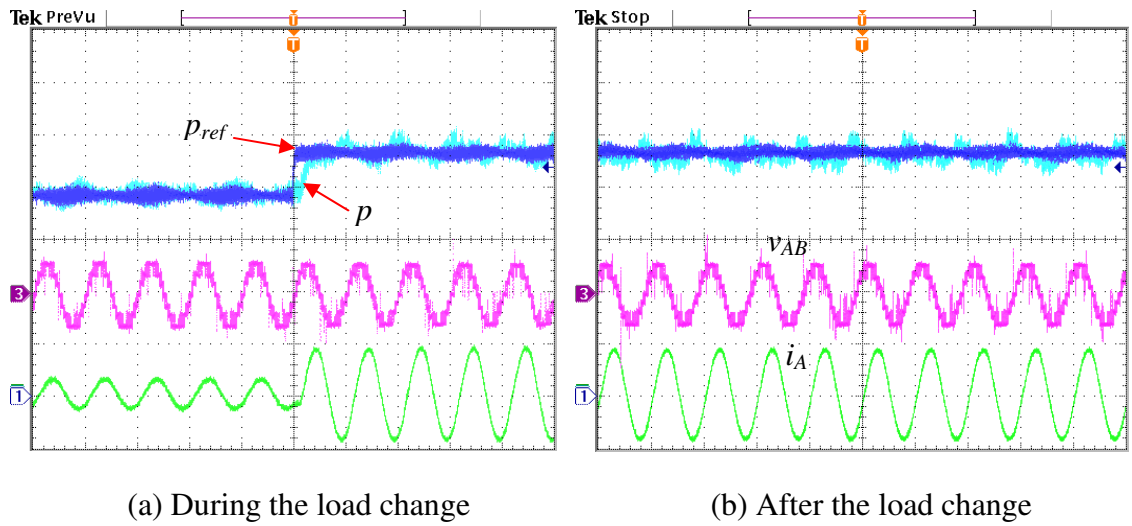 Tek PreVu
T
T
p_ref
p
3
1
Tek Stop
T
T
v_AB
3
i_A
1
(a) During the load change
(b) After the load change